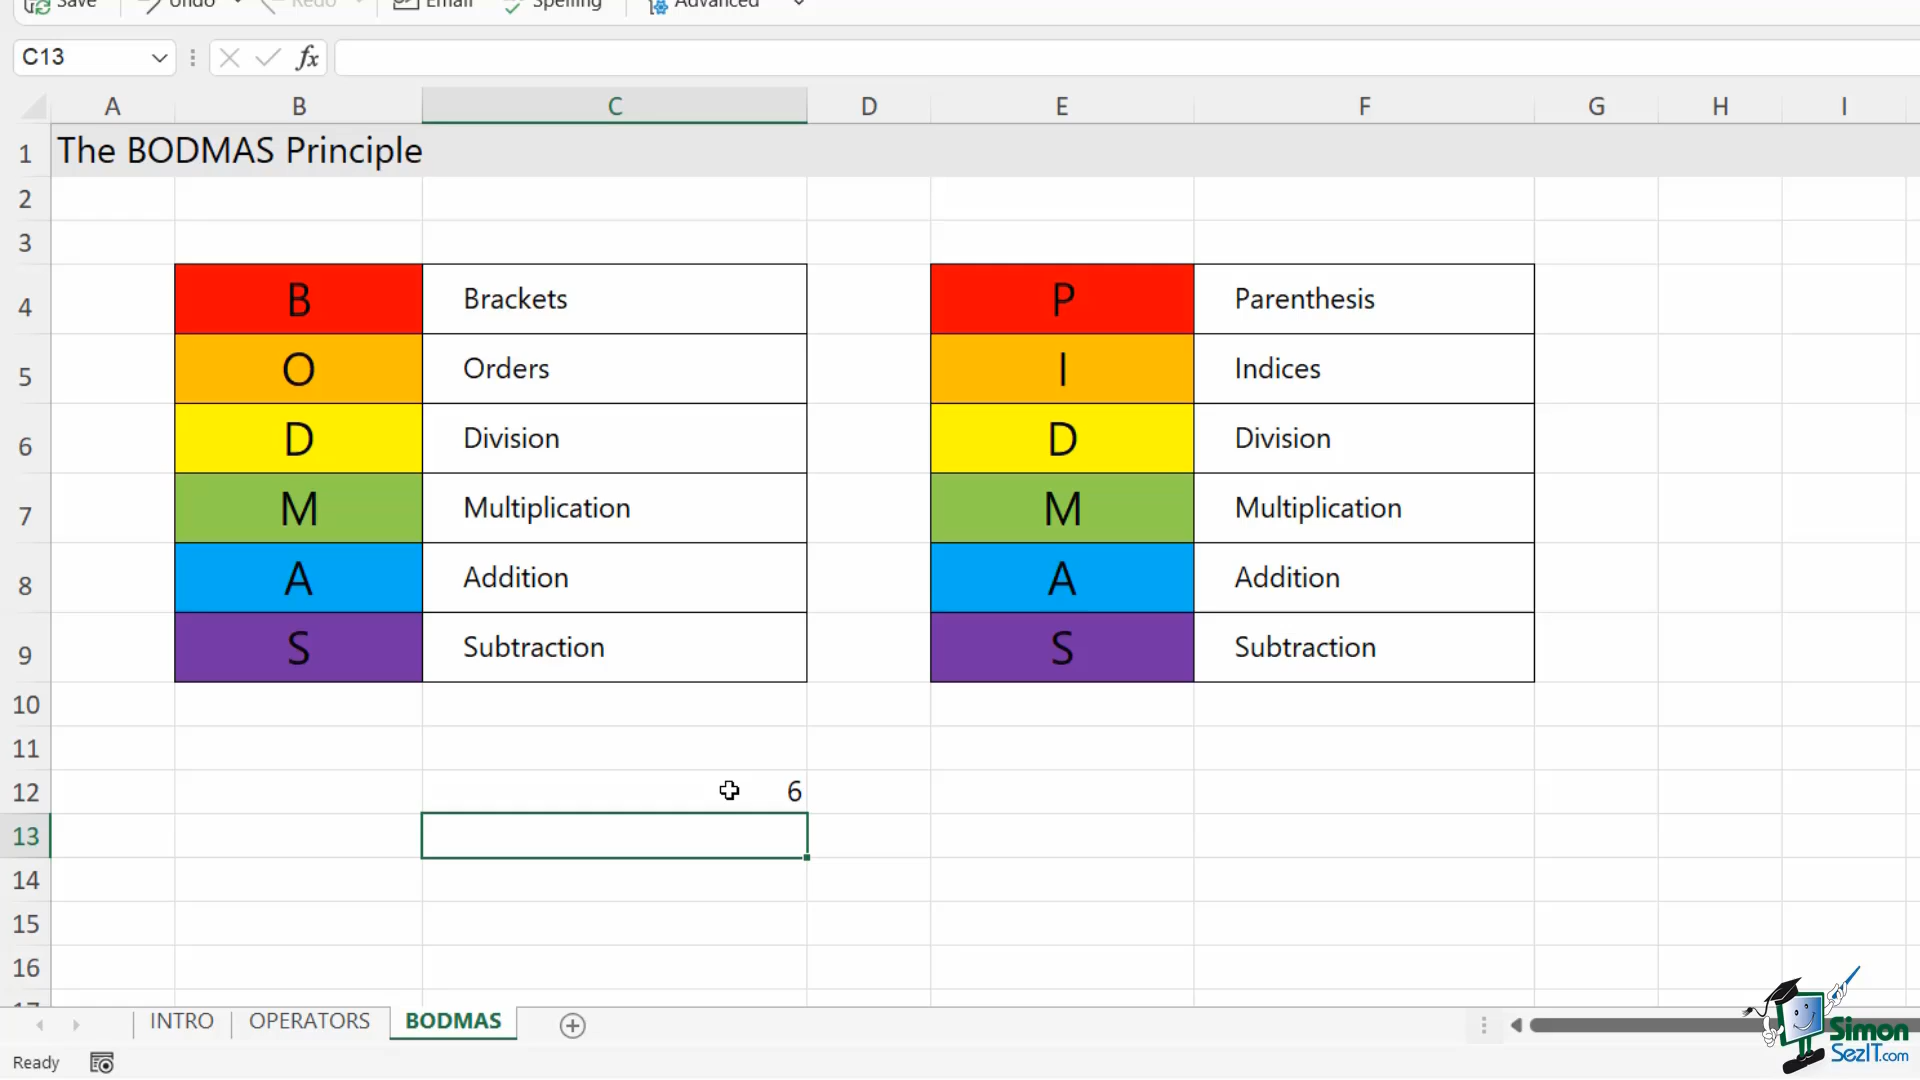 Save Undo Redo Email Spelling Advanced
C13 fx
A B C D E F G H I
1 The BODMAS Principle
2
3
4 B Brackets P Parenthesis
5 O Orders I Indices
6 D Division D Division
7 M Multiplication M Multiplication
8 A Addition A Addition
9 S Subtraction S Subtraction
10
11
12 6
13
14
15
16
17
INTRO OPERATORS BODMAS
Ready
Simon
SezIT.com